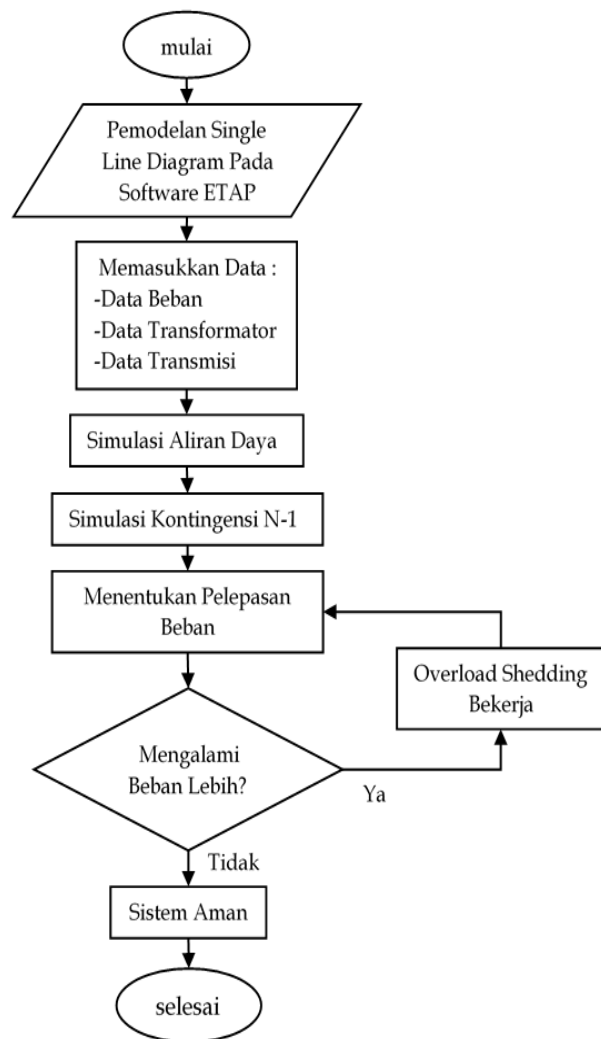 mulai
Pemodelan Single
Line Diagram Pada
Software ETAP
Memasukkan Data :
-Data Beban
-Data Transformator
-Data Transmisi
Simulasi Aliran Daya
Simulasi Kontingensi N-1
Menentukan Pelepasan
Beban
Overload Shedding
Bekerja
Mengalami
Beban Lebih?
Ya
Tidak
Sistem Aman
selesai